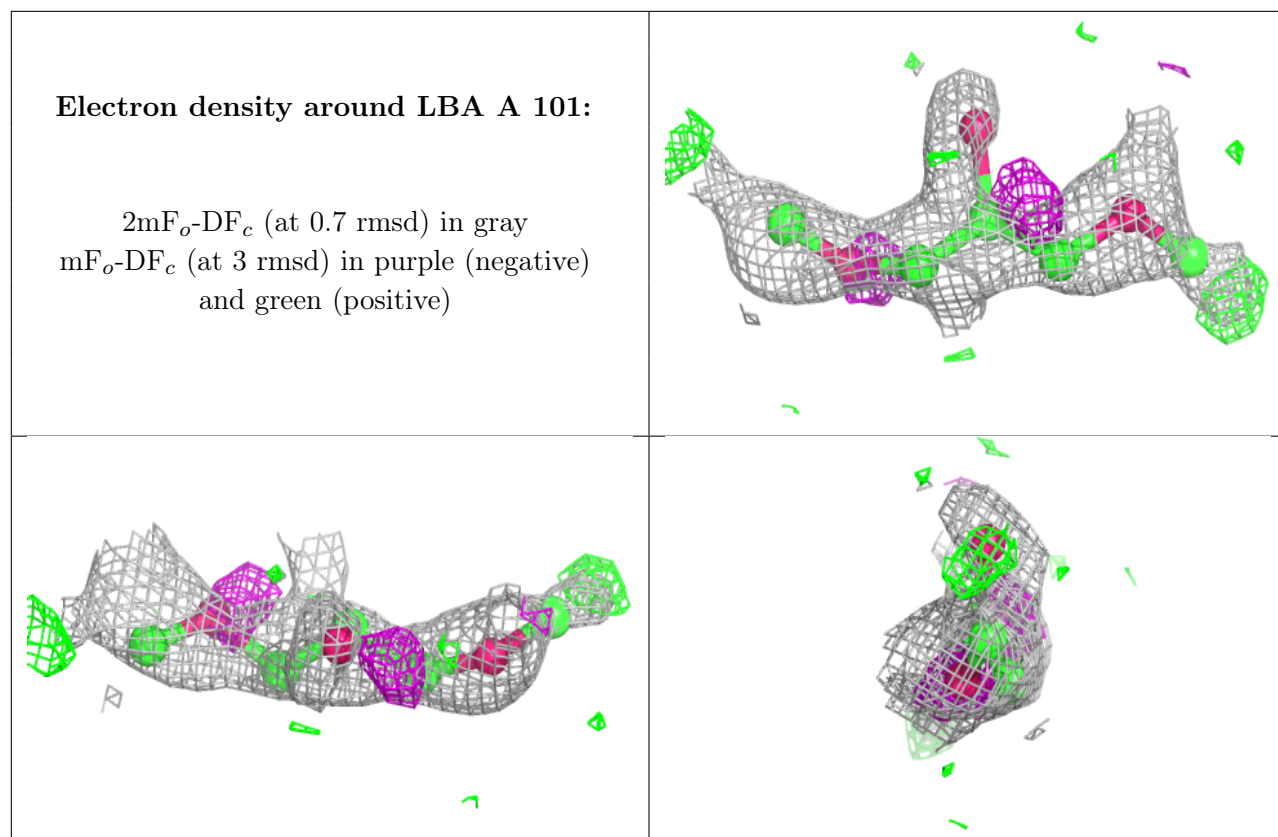 Electron density around LBA A 101:
2mFo-DFc (at 0.7 rmsd) in gray
mFo-DFc (at 3 rmsd) in purple (negative)
and green (positive)